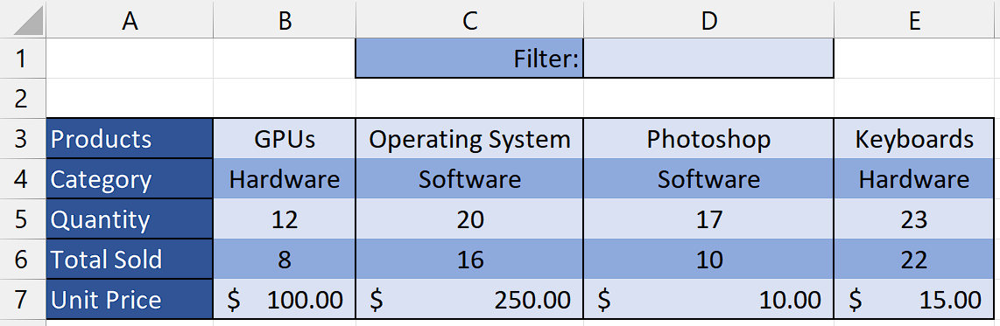 A B C D E
1 Filter:
2
3 Products GPUs Operating System Photoshop Keyboards
4 Category Hardware Software Software Hardware
5 Quantity 12 20 17 23
6 Total Sold 8 16 10 22
7 Unit Price $ 100.00 $ 250.00 $ 10.00 $ 15.00